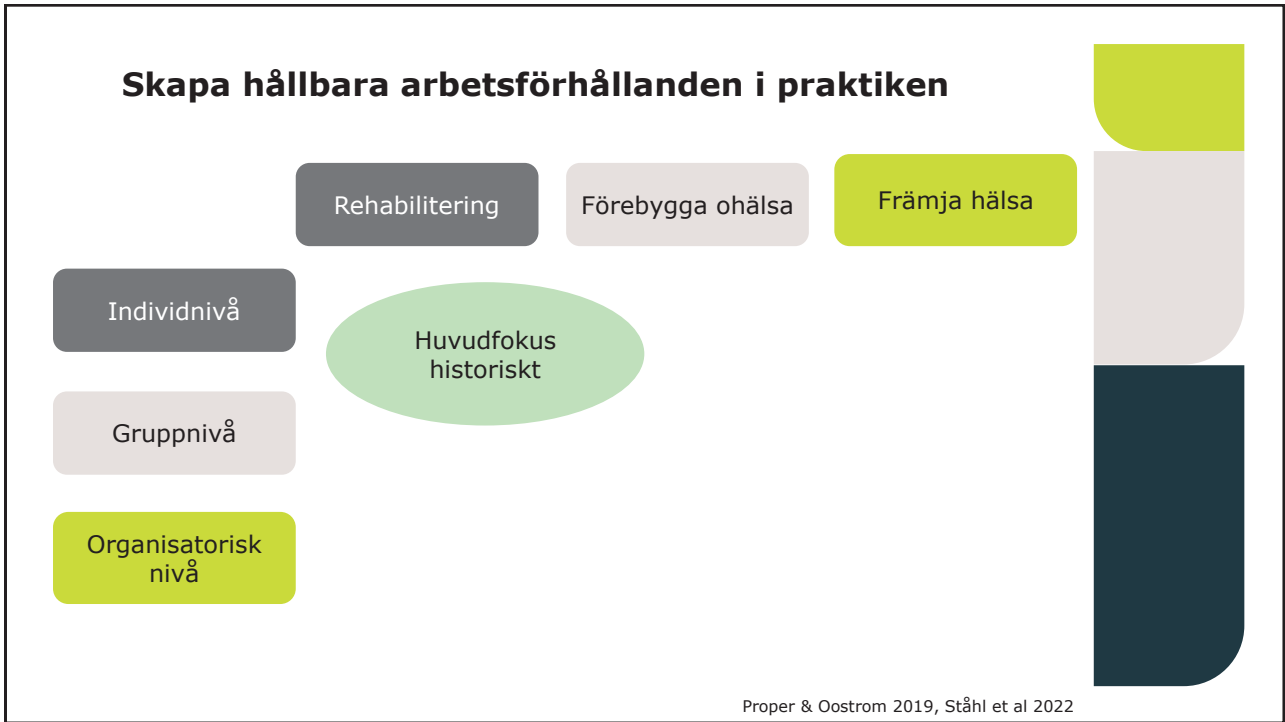 Skapa hållbara arbetsförhållanden i praktiken
Rehabilitering
Förebygga ohälsa
Främja hälsa
Individnivå
Huvudfokus
historiskt
Gruppnivå
Organisatorisk
nivå
Proper & Oostrom 2019, Ståhl et al 2022